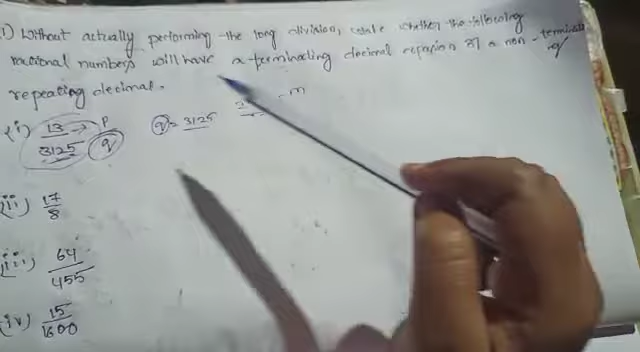 1) Without actually performing the long division, state whether the following
rational numbers will have a terminating decimal expansion or a non-terminating
repeating decimal.
(i) 13 → p
3125 q
q = 3125
m
(ii) 17
8
(iii) 64
455
(iv) 15
1600